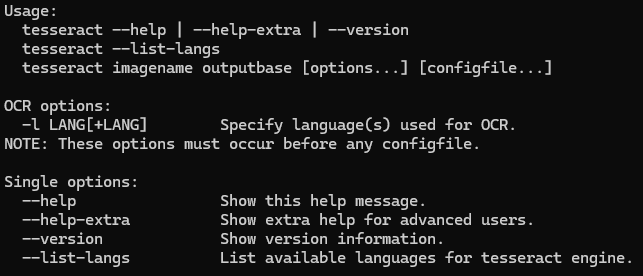 Usage:
  tesseract --help | --help-extra | --version
  tesseract --list-langs
  tesseract imagename outputbase [options...] [configfile...]

OCR options:
  -l LANG[+LANG]        Specify language(s) used for OCR.
NOTE: These options must occur before any configfile.

Single options:
  --help                Show this help message.
  --help-extra          Show extra help for advanced users.
  --version             Show version information.
  --list-langs          List available languages for tesseract engine.